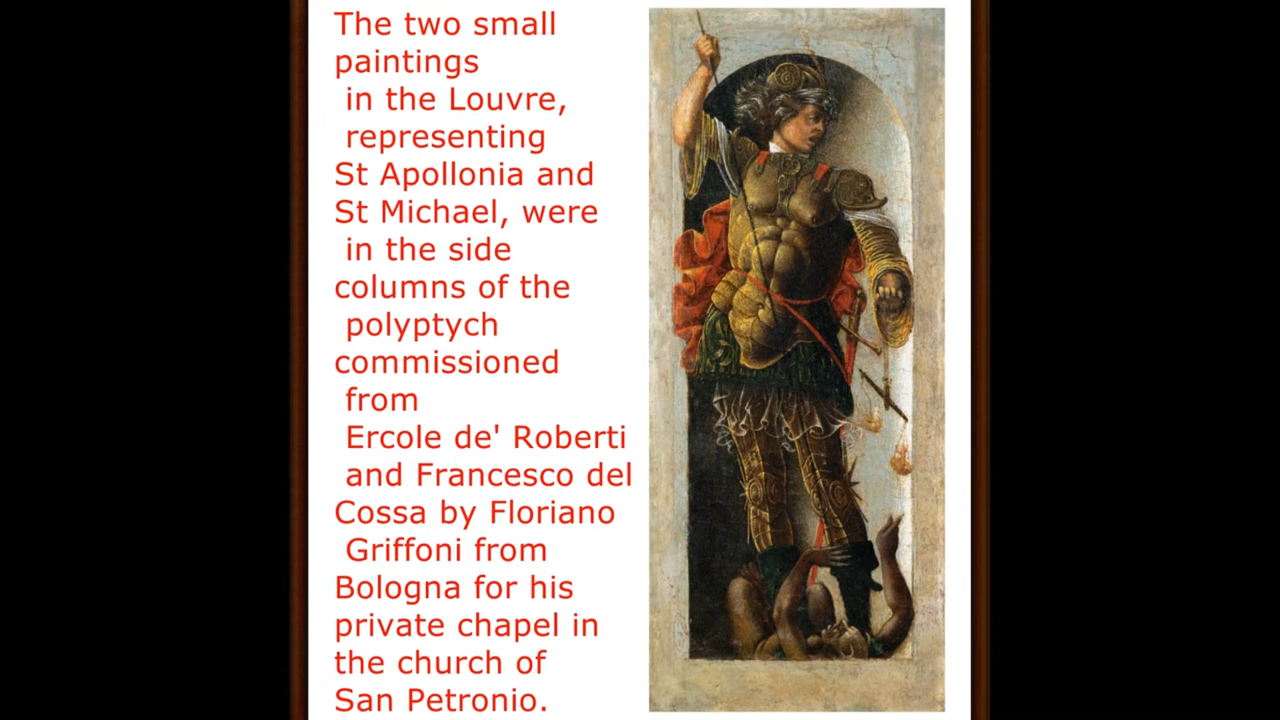 The two small
paintings
in the Louvre,
representing
St Apollonia and
St Michael, were
in the side
columns of the
polyptych
commissioned
from
Ercole de' Roberti
and Francesco del
Cossa by Floriano
Griffoni from
Bologna for his
private chapel in
the church of
San Petronio.